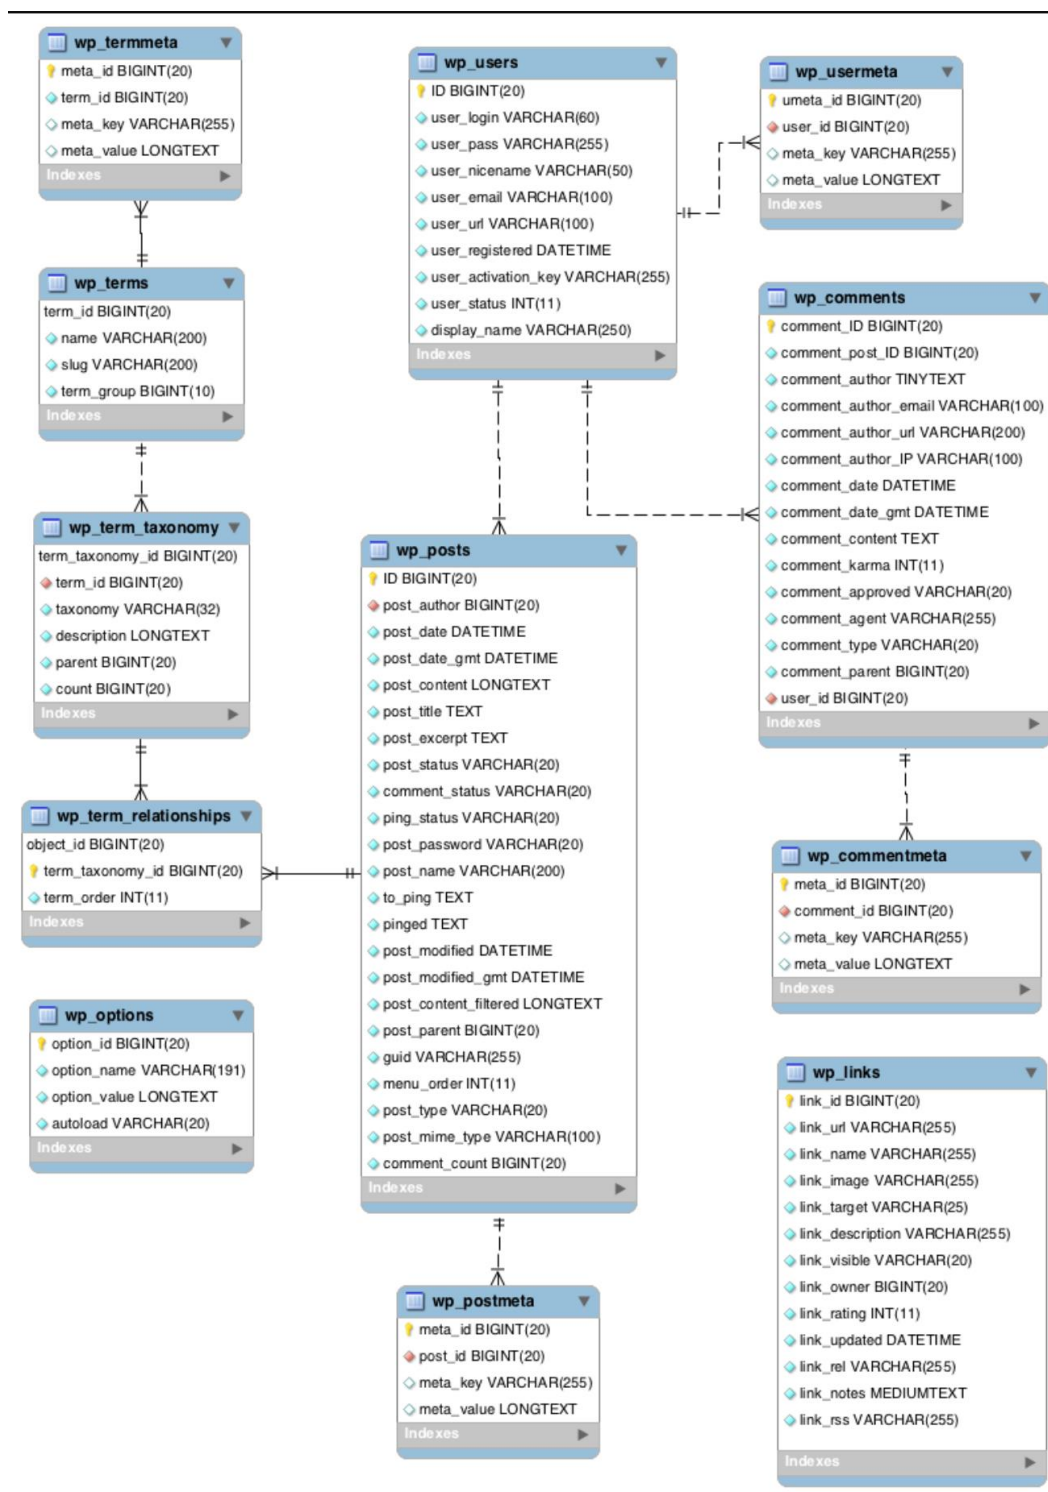 wp_termmeta
meta_id BIGINT(20)
term_id BIGINT(20)
meta_key VARCHAR(255)
meta_value LONGTEXT
Indexes
wp_terms
term_id BIGINT(20)
name VARCHAR(200)
slug VARCHAR(200)
term_group BIGINT(10)
Indexes
wp_term_taxonomy
term_taxonomy_id BIGINT(20)
term_id BIGINT(20)
taxonomy VARCHAR(32)
description LONGTEXT
parent BIGINT(20)
count BIGINT(20)
Indexes
wp_term_relationships
object_id BIGINT(20)
term_taxonomy_id BIGINT(20)
term_order INT(11)
Indexes
wp_options
option_id BIGINT(20)
option_name VARCHAR(191)
option_value LONGTEXT
autoload VARCHAR(20)
Indexes
wp_users
ID BIGINT(20)
user_login VARCHAR(60)
user_pass VARCHAR(255)
user_nicename VARCHAR(50)
user_email VARCHAR(100)
user_url VARCHAR(100)
user_registered DATETIME
user_activation_key VARCHAR(255)
user_status INT(11)
display_name VARCHAR(250)
Indexes
wp_posts
ID BIGINT(20)
post_author BIGINT(20)
post_date DATETIME
post_date_gmt DATETIME
post_content LONGTEXT
post_title TEXT
post_excerpt TEXT
post_status VARCHAR(20)
comment_status VARCHAR(20)
ping_status VARCHAR(20)
post_password VARCHAR(20)
post_name VARCHAR(200)
to_ping TEXT
pinged TEXT
post_modified DATETIME
post_modified_gmt DATETIME
post_content_filtered LONGTEXT
post_parent BIGINT(20)
guid VARCHAR(255)
menu_order INT(11)
post_type VARCHAR(20)
post_mime_type VARCHAR(100)
comment_count BIGINT(20)
Indexes
wp_postmeta
meta_id BIGINT(20)
post_id BIGINT(20)
meta_key VARCHAR(255)
meta_value LONGTEXT
Indexes
wp_usermeta
umeta_id BIGINT(20)
user_id BIGINT(20)
meta_key VARCHAR(255)
meta_value LONGTEXT
Indexes
wp_comments
comment_ID BIGINT(20)
comment_post_ID BIGINT(20)
comment_author TINYTEXT
comment_author_email VARCHAR(100)
comment_author_url VARCHAR(200)
comment_author_IP VARCHAR(100)
comment_date DATETIME
comment_date_gmt DATETIME
comment_content TEXT
comment_karma INT(11)
comment_approved VARCHAR(20)
comment_agent VARCHAR(255)
comment_type VARCHAR(20)
comment_parent BIGINT(20)
user_id BIGINT(20)
Indexes
wp_commentmeta
meta_id BIGINT(20)
comment_id BIGINT(20)
meta_key VARCHAR(255)
meta_value LONGTEXT
Indexes
wp_links
link_id BIGINT(20)
link_url VARCHAR(255)
link_name VARCHAR(255)
link_image VARCHAR(255)
link_target VARCHAR(25)
link_description VARCHAR(255)
link_visible VARCHAR(20)
link_owner BIGINT(20)
link_rating INT(11)
link_updated DATETIME
link_rel VARCHAR(255)
link_notes MEDIUMTEXT
link_rss VARCHAR(255)
Indexes